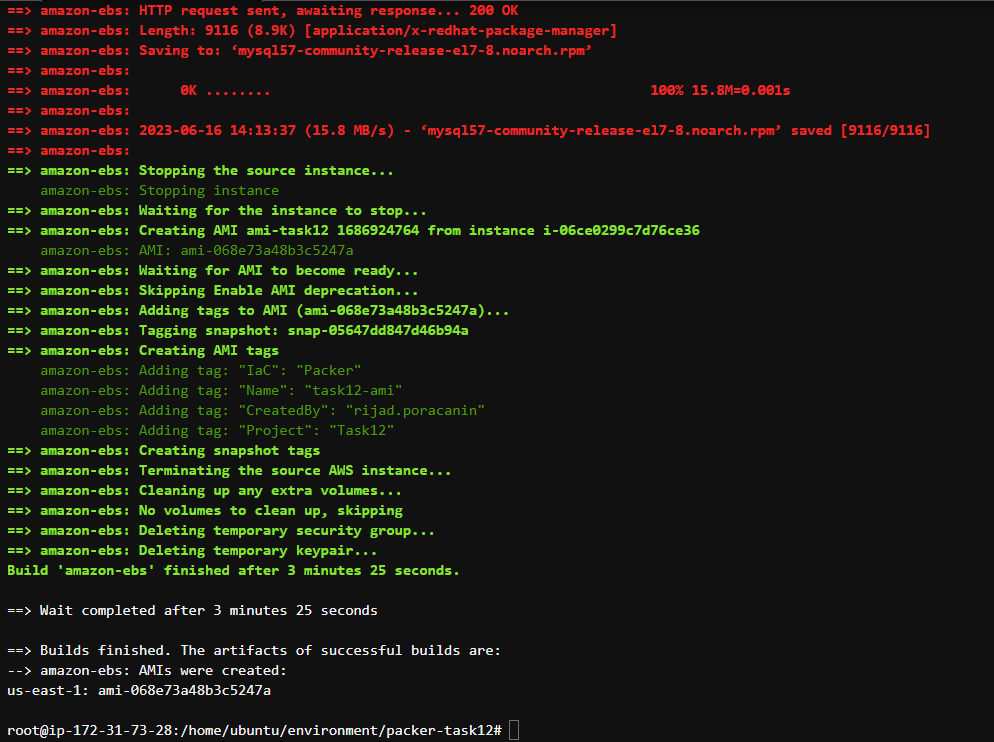 ==> amazon-ebs: HTTP request sent, awaiting response... 200 OK
==> amazon-ebs: Length: 9116 (8.9K) [application/x-redhat-package-manager]
==> amazon-ebs: Saving to: ‘mysql57-community-release-el7-8.noarch.rpm’
==> amazon-ebs:
==> amazon-ebs:      0K ........                                              100% 15.8M=0.001s
==> amazon-ebs:
==> amazon-ebs: 2023-06-16 14:13:37 (15.8 MB/s) - ‘mysql57-community-release-el7-8.noarch.rpm’ saved [9116/9116]
==> amazon-ebs:
==> amazon-ebs: Stopping the source instance...
    amazon-ebs: Stopping instance
==> amazon-ebs: Waiting for the instance to stop...
==> amazon-ebs: Creating AMI ami-task12 1686924764 from instance i-06ce0299c7d76ce36
    amazon-ebs: AMI: ami-068e73a48b3c5247a
==> amazon-ebs: Waiting for AMI to become ready...
==> amazon-ebs: Skipping Enable AMI deprecation...
==> amazon-ebs: Adding tags to AMI (ami-068e73a48b3c5247a)...
==> amazon-ebs: Tagging snapshot: snap-05647dd847d46b94a
==> amazon-ebs: Creating AMI tags
    amazon-ebs: Adding tag: "IaC": "Packer"
    amazon-ebs: Adding tag: "Name": "task12-ami"
    amazon-ebs: Adding tag: "CreatedBy": "rijad.poracanin"
    amazon-ebs: Adding tag: "Project": "Task12"
==> amazon-ebs: Creating snapshot tags
==> amazon-ebs: Terminating the source AWS instance...
==> amazon-ebs: Cleaning up any extra volumes...
==> amazon-ebs: No volumes to clean up, skipping
==> amazon-ebs: Deleting temporary security group...
==> amazon-ebs: Deleting temporary keypair...
Build 'amazon-ebs' finished after 3 minutes 25 seconds.

==> Wait completed after 3 minutes 25 seconds

==> Builds finished. The artifacts of successful builds are:
--> amazon-ebs: AMIs were created:
us-east-1: ami-068e73a48b3c5247a

root@ip-172-31-73-28:/home/ubuntu/environment/packer-task12#